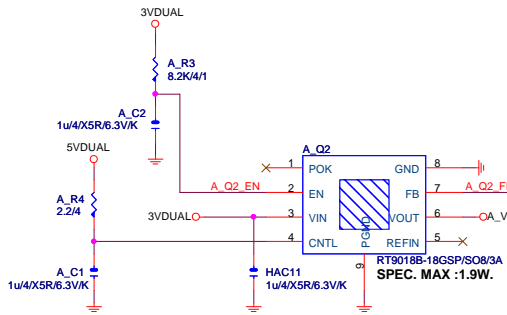 3VDUAL
A_R3
8.2K/4/1
A_C2
1u/4/X5R/6.3V/K
5VDUAL
A_R4
2.2/4
A_C1
1u/4/X5R/6.3V/K
A_Q2_EN
3VDUAL
HAC11
1u/4/X5R/6.3V/K
A_Q2
1 POK GND 8
2 EN FB 7 A_Q2_F
3 VIN VOUT 6 A_V
4 CNTL REFIN 5
PGND
9
RT9018B-18GSP/SO8/3A
SPEC. MAX :1.9W.